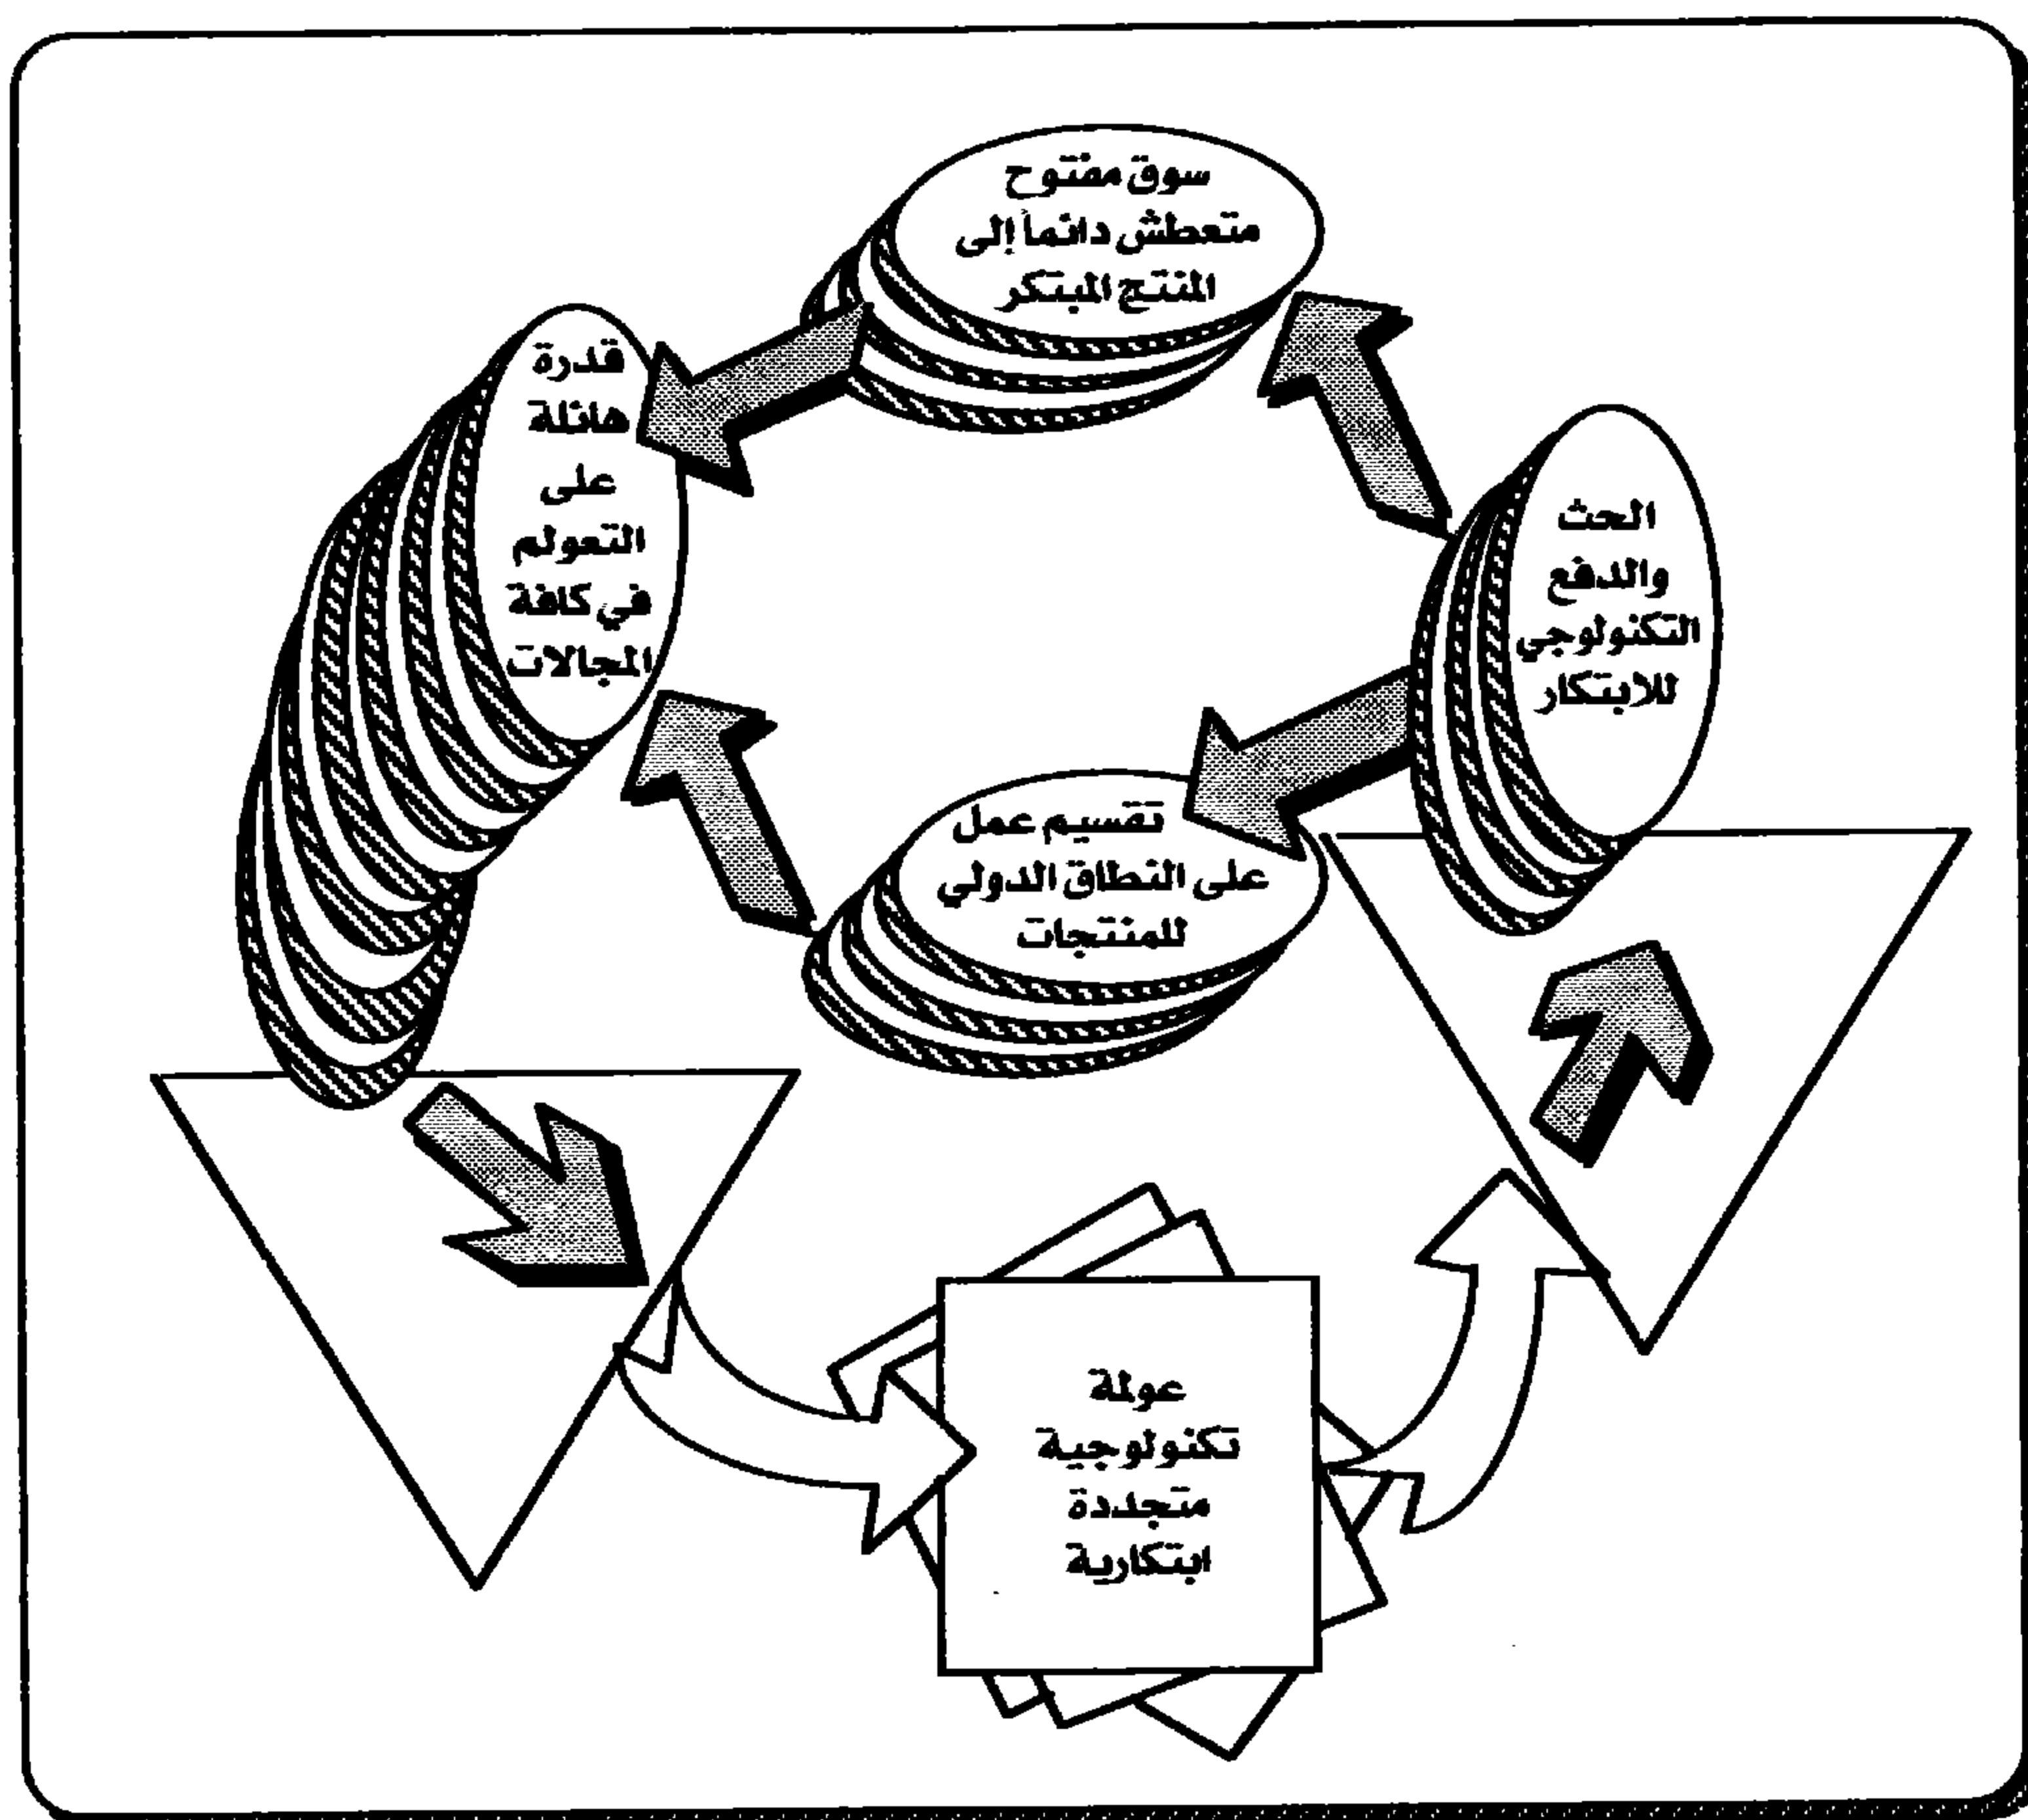 سوق مفتوح
متعطش دائماً إلى
المنتج المبتكر
قدرة
هائلة
على
التعولم
في كافة
المجالات
الحث
والدفع
التكنولوجي
للابتكار
تقسيم عمل
على النطاق الدولي
للمنتجات
عولمة
تكنولوجية
متجددة
ابتكارية